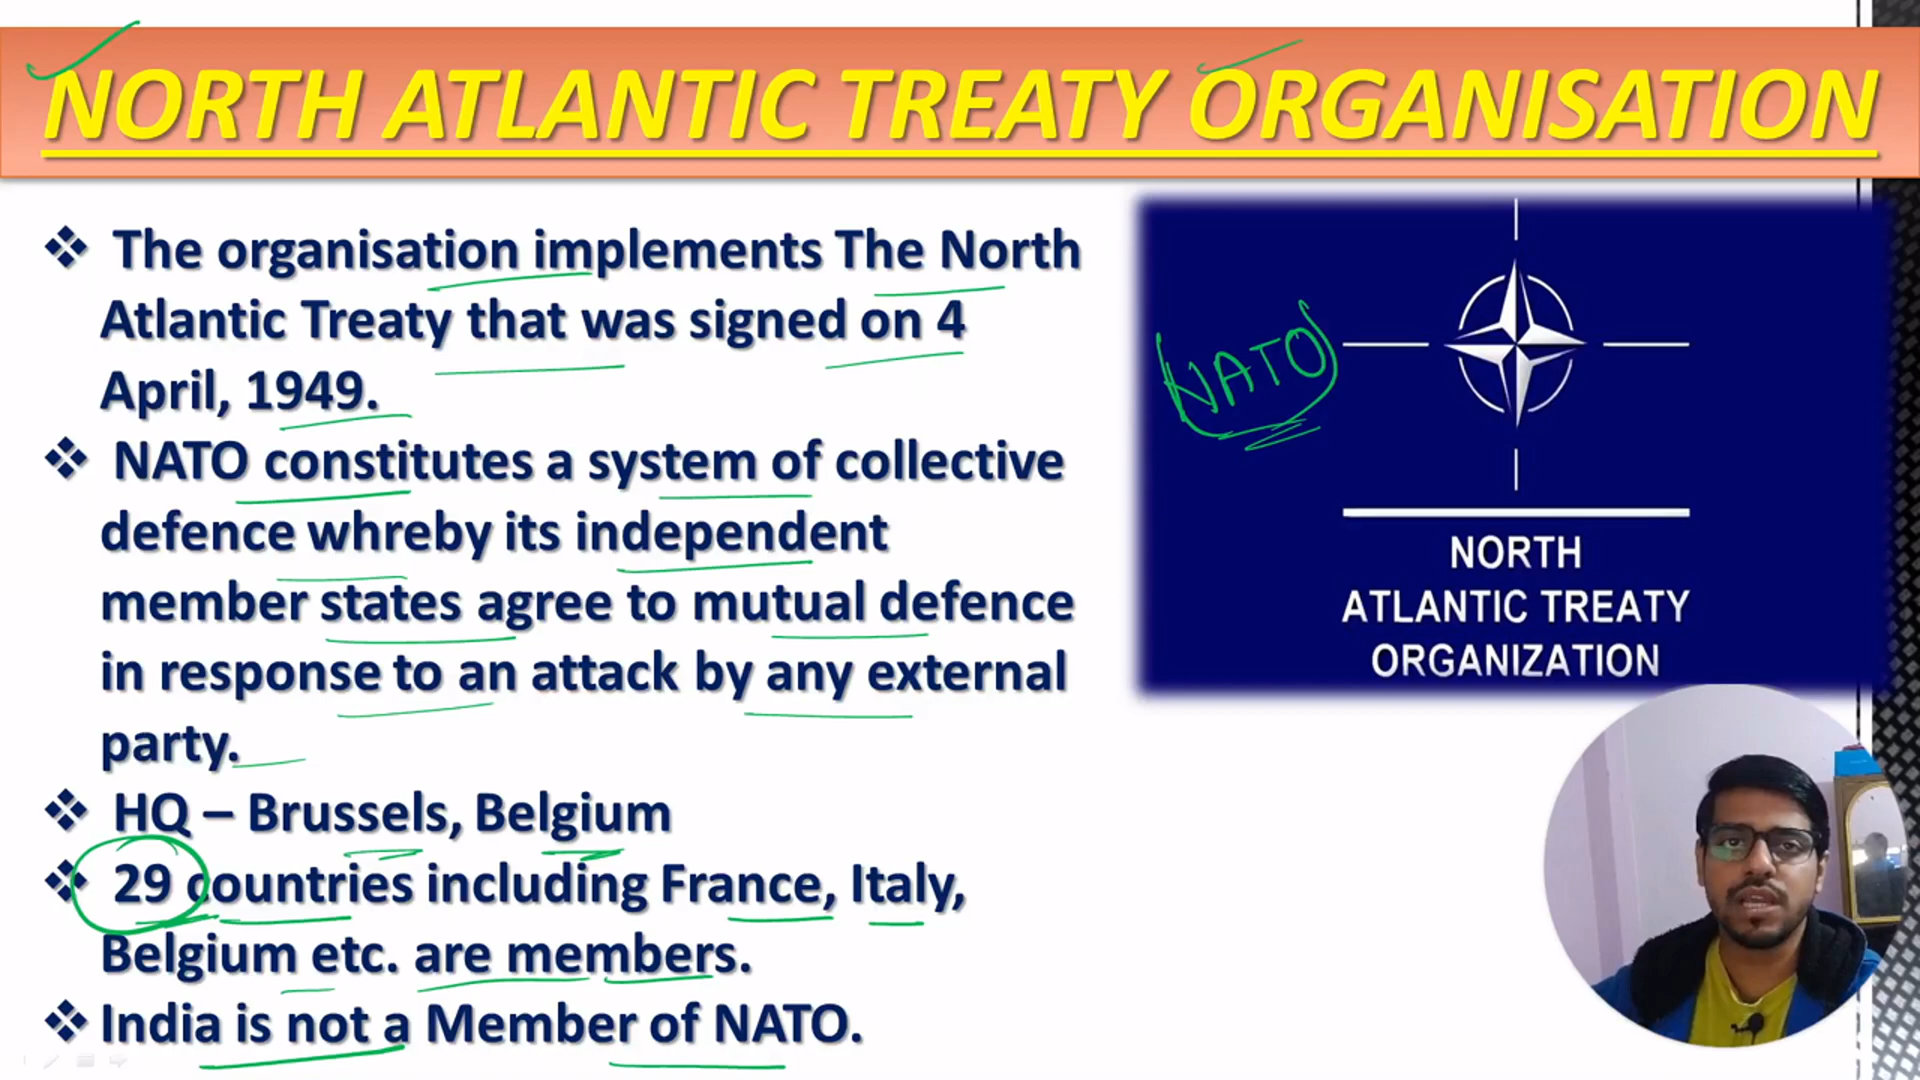 NORTH ATLANTIC TREATY ORGANISATION
❖ The organisation implements The North
Atlantic Treaty that was signed on 4
April, 1949.
❖ NATO constitutes a system of collective
defence whreby its independent
member states agree to mutual defence
in response to an attack by any external
party.
❖ HQ – Brussels, Belgium
❖ 29 countries including France, Italy,
Belgium etc. are members.
❖ India is not a Member of NATO.
NATO
NORTH
ATLANTIC TREATY
ORGANIZATION